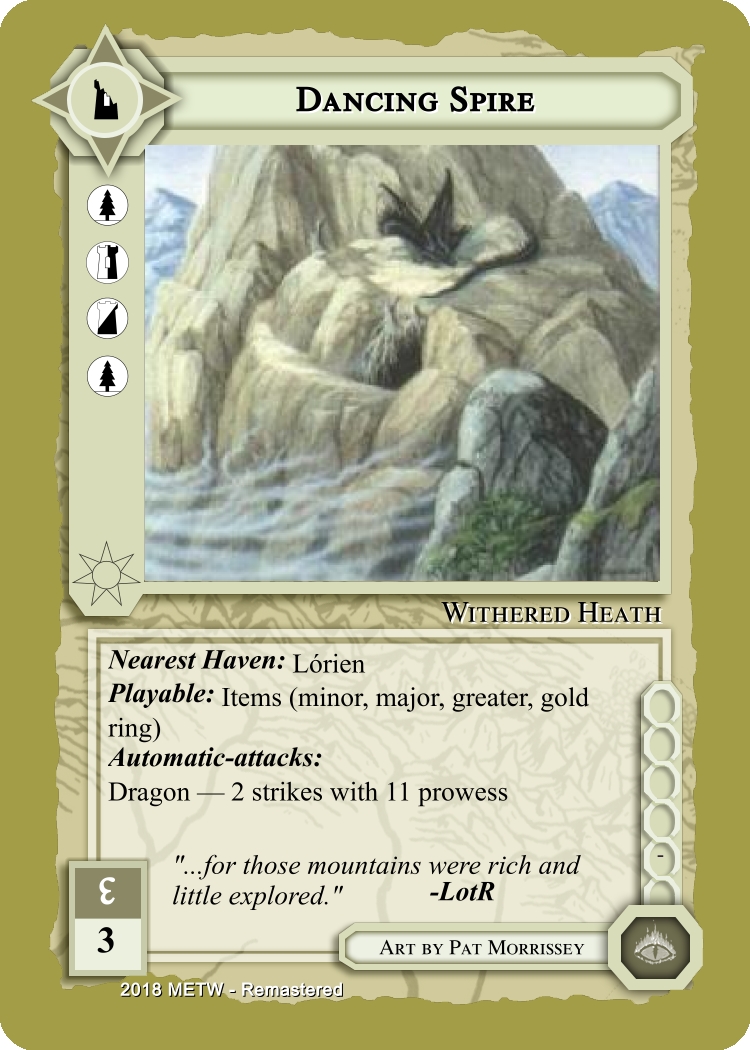 DANCING SPIRE
WITHERED HEATH
Nearest Haven: Lórien
Playable: Items (minor, major, greater, gold
ring)
Automatic-attacks:
Dragon — 2 strikes with 11 prowess
"...for those mountains were rich and
little explored." -LotR
-
ε
3
ART BY PAT MORRISSEY
2018 METW - Remastered